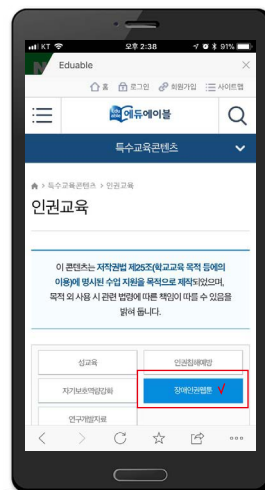 KT 오후 2:38 91%
Eduable
홈 로그인 회원가입 사이트맵
에듀에이블
특수교육콘텐츠
> 특수교육콘텐츠 > 인권교육
인권교육
이 콘텐츠는 저작권법 제25조(학교교육 목적 등에의
이용)에 명시된 수업 지원을 목적으로 제작되었으며,
목적 외 사용 시 관련 법령에 따른 책임이 따를 수 있음을
밝혀 둡니다.
성교육 인권침해예방
자기보호역량강화 장애인권웹툰
연구개발자료